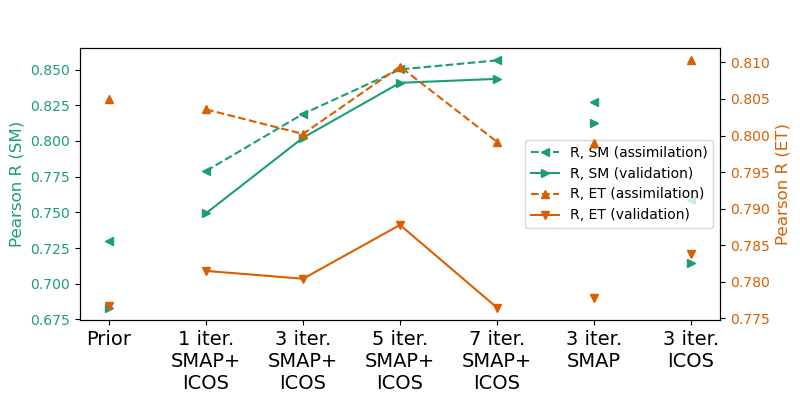 Pearson R (SM)
0.850
0.825
0.800
0.775
0.750
0.725
0.700
0.675
0.810
0.805
0.800
0.795
0.790
0.785
0.780
0.775
Pearson R (ET)
R, SM (assimilation)
R, SM (validation)
R, ET (assimilation)
R, ET (validation)
Prior
1 iter.
SMAP+
ICOS
3 iter.
SMAP+
ICOS
5 iter.
SMAP+
ICOS
7 iter.
SMAP+
ICOS
3 iter.
SMAP
3 iter.
ICOS